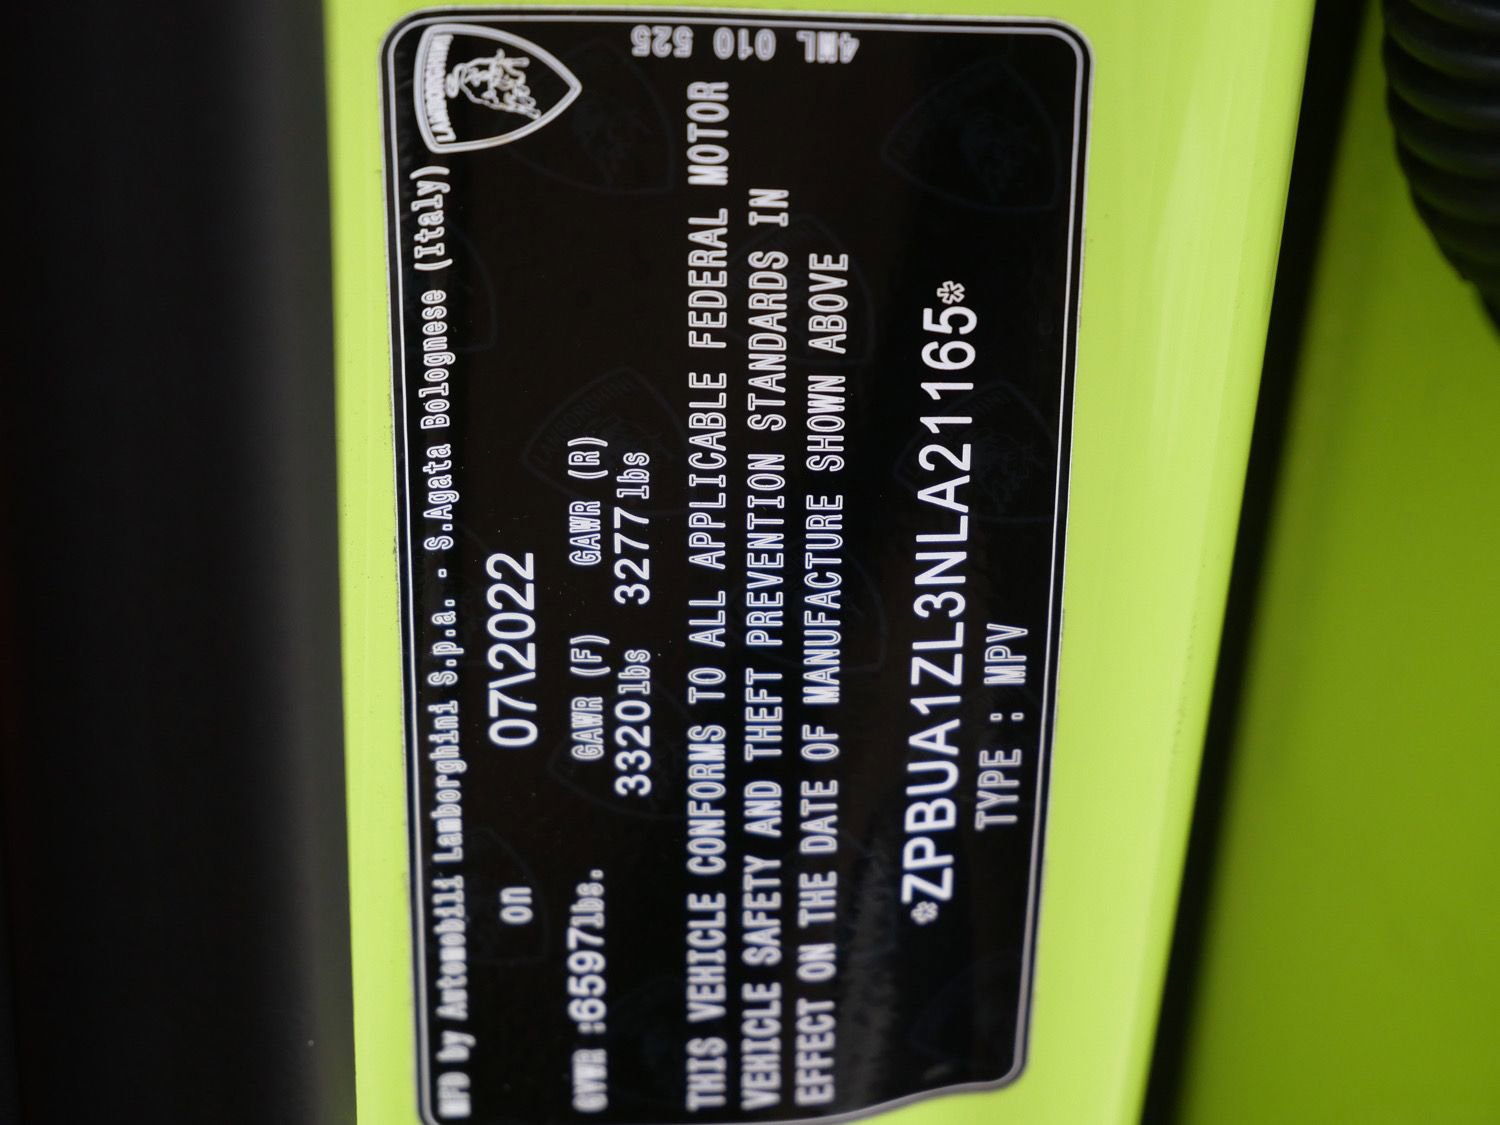 LAMBORGHINI
MFD by Automobili Lamborghini S.p.a. - S.Agata Bolognese (Italy)
on 07\2022
GVWR :6597lbs. GAWR (F) GAWR (R)
3320lbs 3277lbs
THIS VEHICLE CONFORMS TO ALL APPLICABLE FEDERAL MOTOR
VEHICLE SAFETY AND THEFT PREVENTION STANDARDS IN
EFFECT ON THE DATE OF MANUFACTURE SHOWN ABOVE
*ZPBUA1ZL3NLA21165*
TYPE : MPV
4ML 010 525